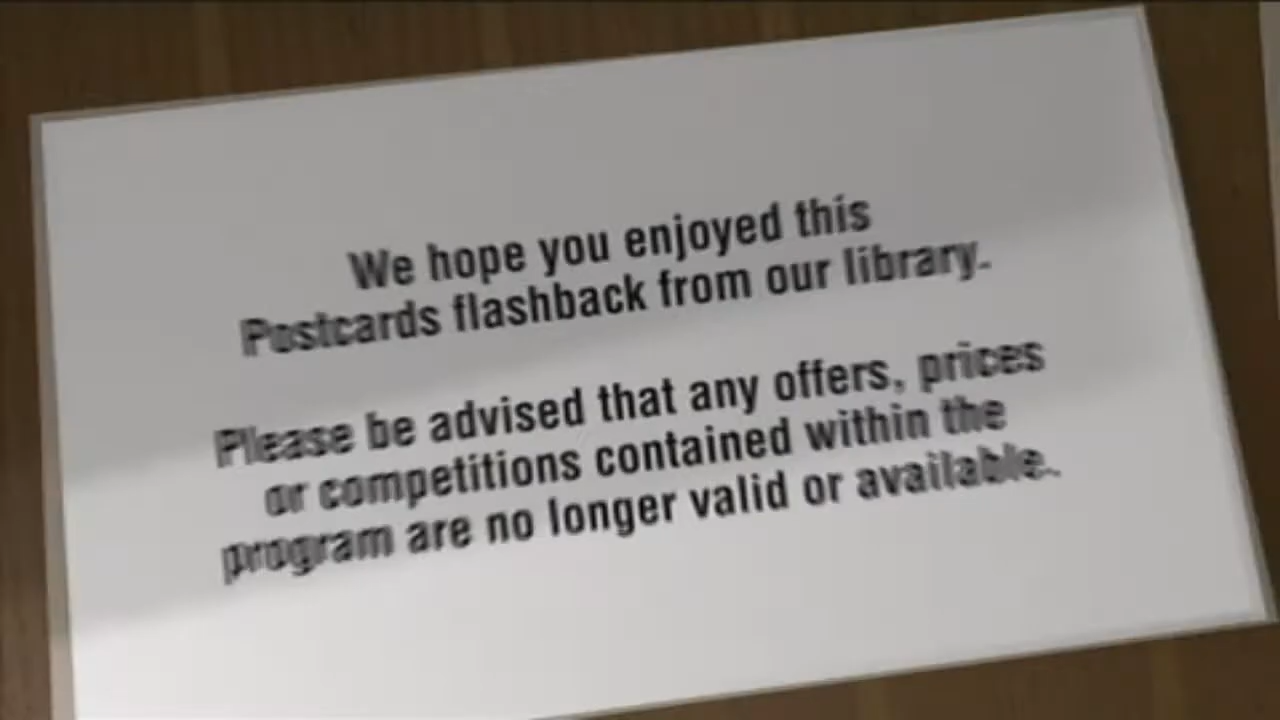 We hope you enjoyed this
Postcards flashback from our library.
Please be advised that any offers, prices
or competitions contained within the
program are no longer valid or available.